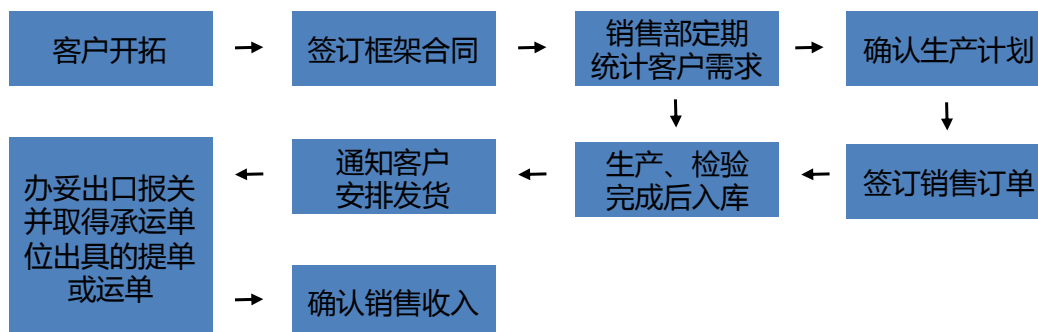 客户开拓
签订框架合同
销售部定期
统计客户需求
确认生产计划
签订销售订单
生产、检验
完成后入库
通知客户
安排发货
办妥出口报关
并取得承运单
位出具的提单
或运单
确认销售收入